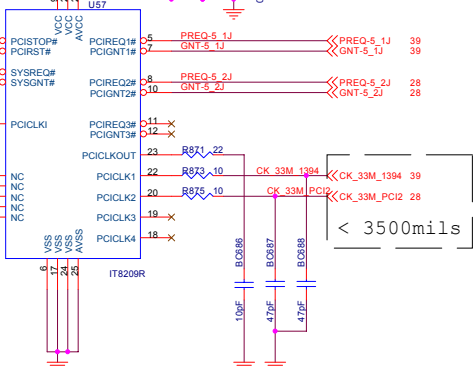 U57
VCC
VCC
AVCC
PCISTOP#
PCIRST#
SYSREQ#
SYSGNT#
PCICLKI
NC
NC
NC
NC
PCIREQ1# 5 PREQ-5_1J PREQ-5_1J 39
PCIGNT1# 7 GNT-5_1J GNT-5_1J 39
PCIREQ2# 8 PREQ-5_2J PREQ-5_2J 28
PCIGNT2# 10 GNT-5_2J GNT-5_2J 28
PCIREQ3# 11
PCIGNT3# 12
PCICLKOUT 23 R871 22
PCICLK1 22 R873 10 CK_33M_1394 39
PCICLK2 20 R875 10 CK_33M_PCI2 CK_33M_PCI2 28
PCICLK3 19
PCICLK4 18
< 3500mils
VSS
VSS
VSS
AVSS
6
17
24
25
IT8209R
BC686
10pF
BC687
47pF
BC688
47pF